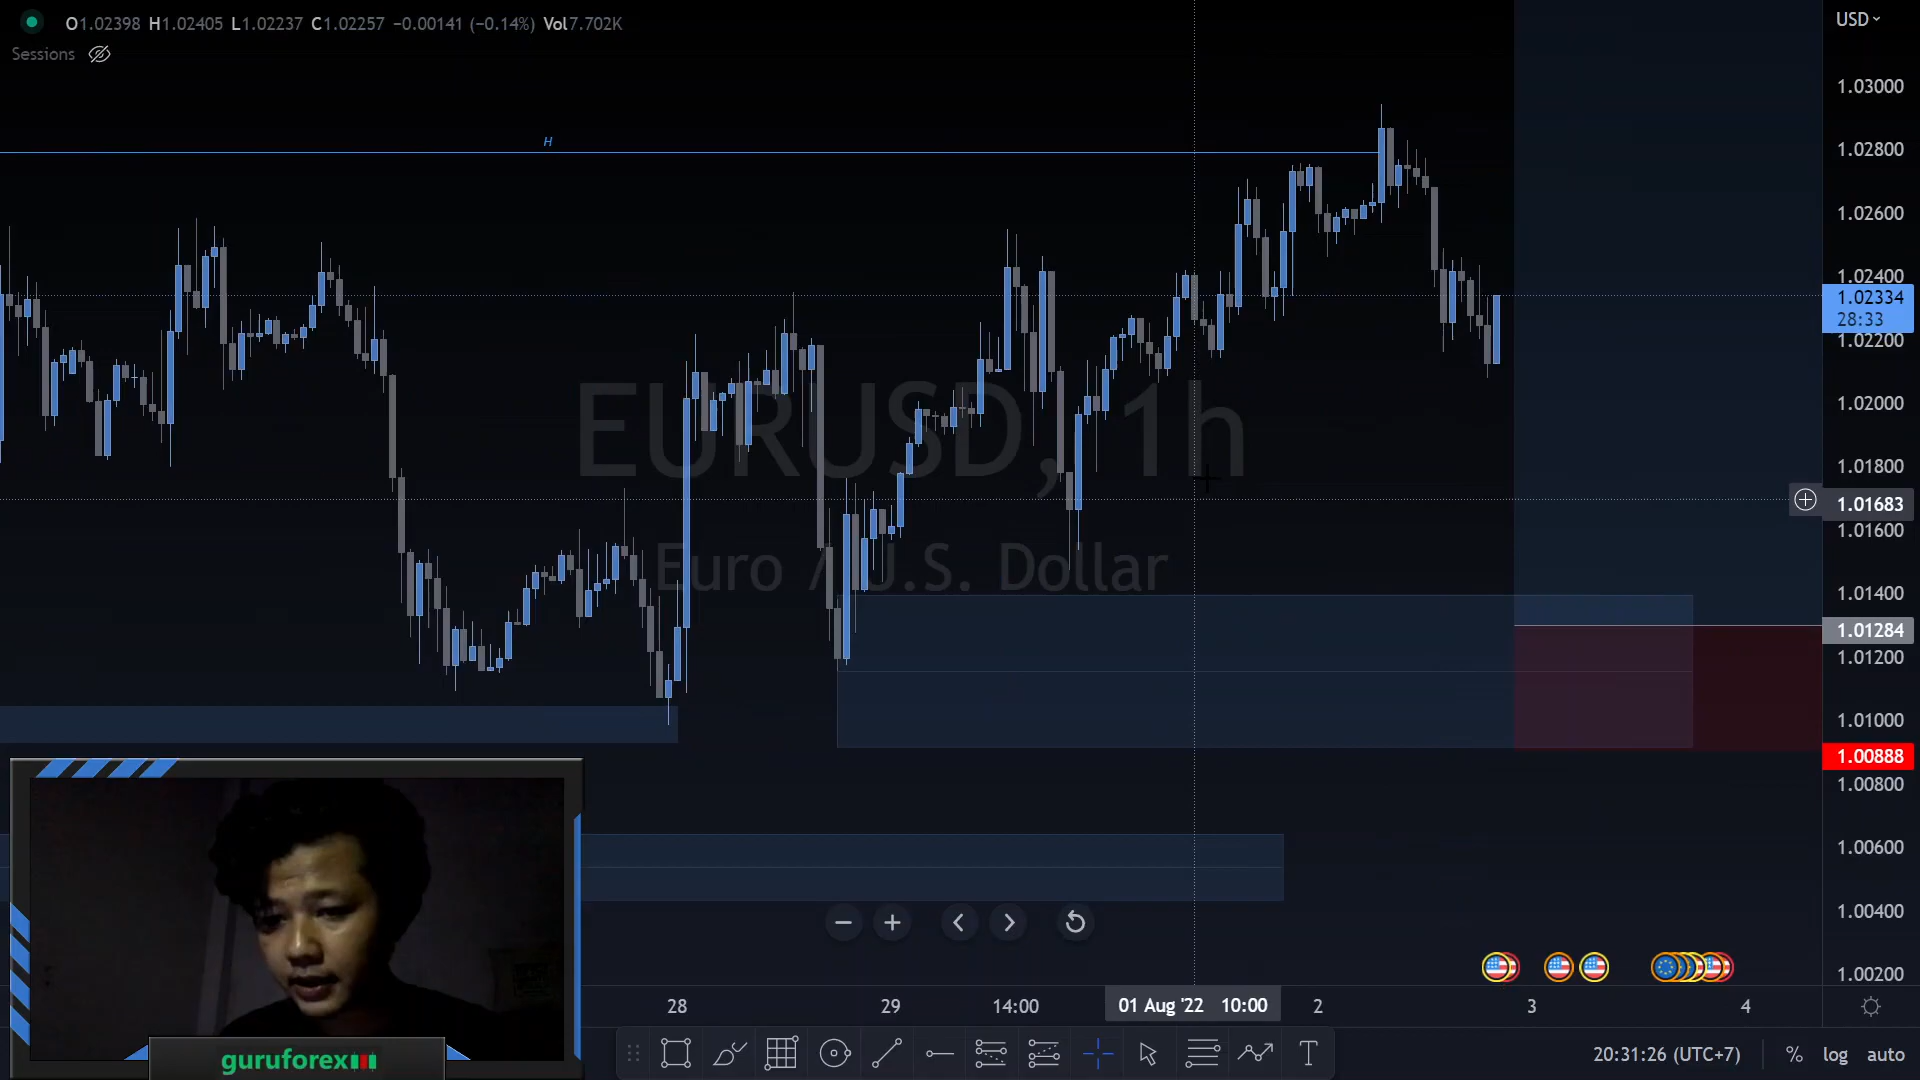 O1.02398 H1.02405 L1.02237 C1.02257 −0.00141 (−0.14%) Vol7.702K
USD
Sessions
H
1.03000
1.02800
1.02600
1.02400
1.02334
28:33
1.02200
1.02000
EURUSD, 1h
1.01800
1.01683
1.01600
Euro / U.S. Dollar
1.01400
1.01284
1.01200
1.01000
1.00888
1.00800
1.00600
1.00400
1.00200
28 29 14:00 01 Aug '22 10:00 2 3 4
guruforex
T
20:31:26 (UTC+7) % log auto